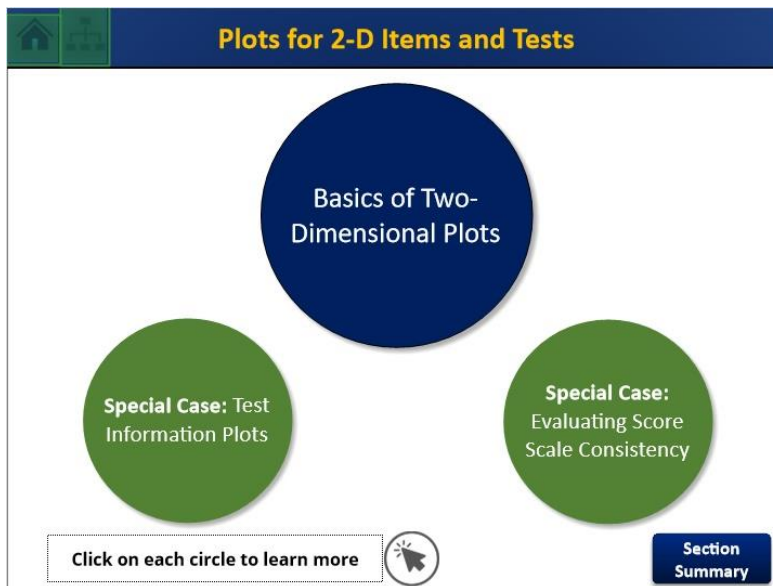 Plots for 2-D Items and Tests
Basics of Two-
Dimensional Plots
Special Case: Test
Information Plots
Special Case:
Evaluating Score
Scale Consistency
Click on each circle to learn more
Section
Summary